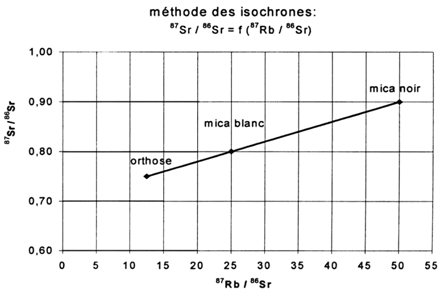 méthode des isochrones:
⁸⁷Sr / ⁸⁶Sr = f (⁸⁷Rb / ⁸⁶Sr)
1,00
0,90
0,80
0,70
0,60
⁸⁷Sr/⁸⁶Sr
mica noir
mica blanc
orthose
0 5 10 15 20 25 30 35 40 45 50 55
⁸⁷Rb / ⁸⁶Sr